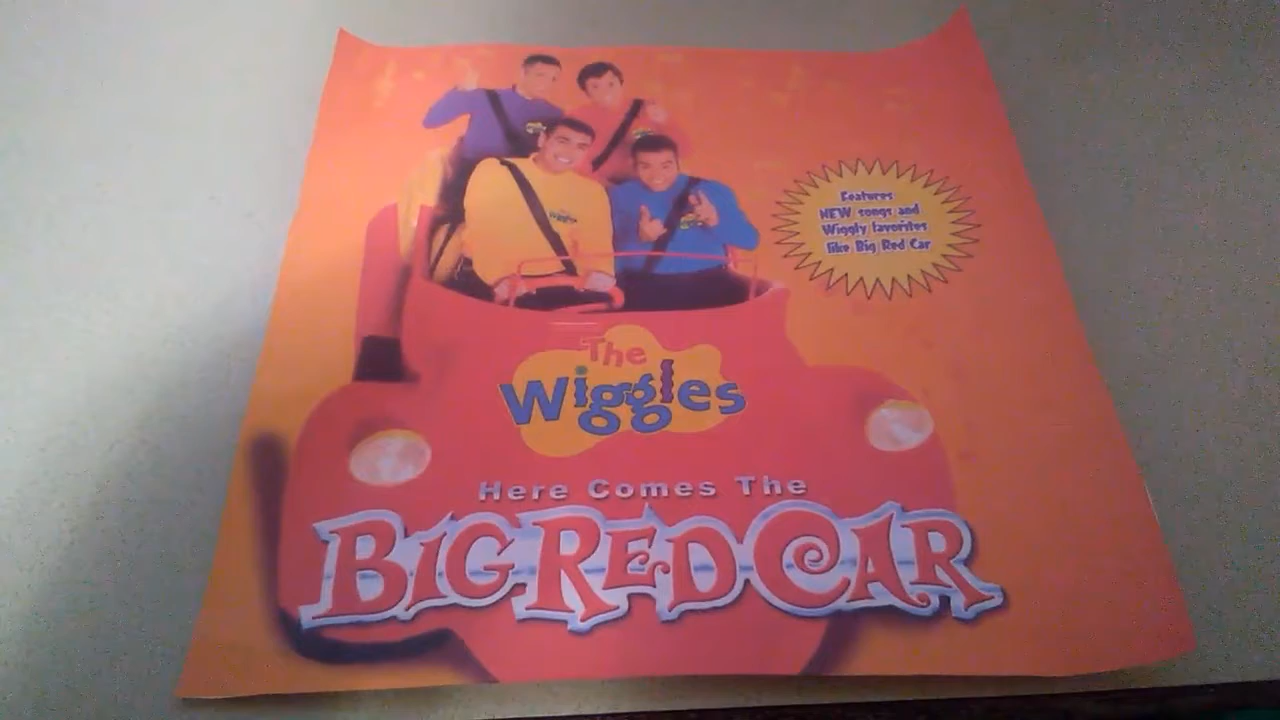 Features
NEW songs and
Wiggly favorites
like Big Red Car
The
Wiggles
Here Comes The
BIG RED CAR